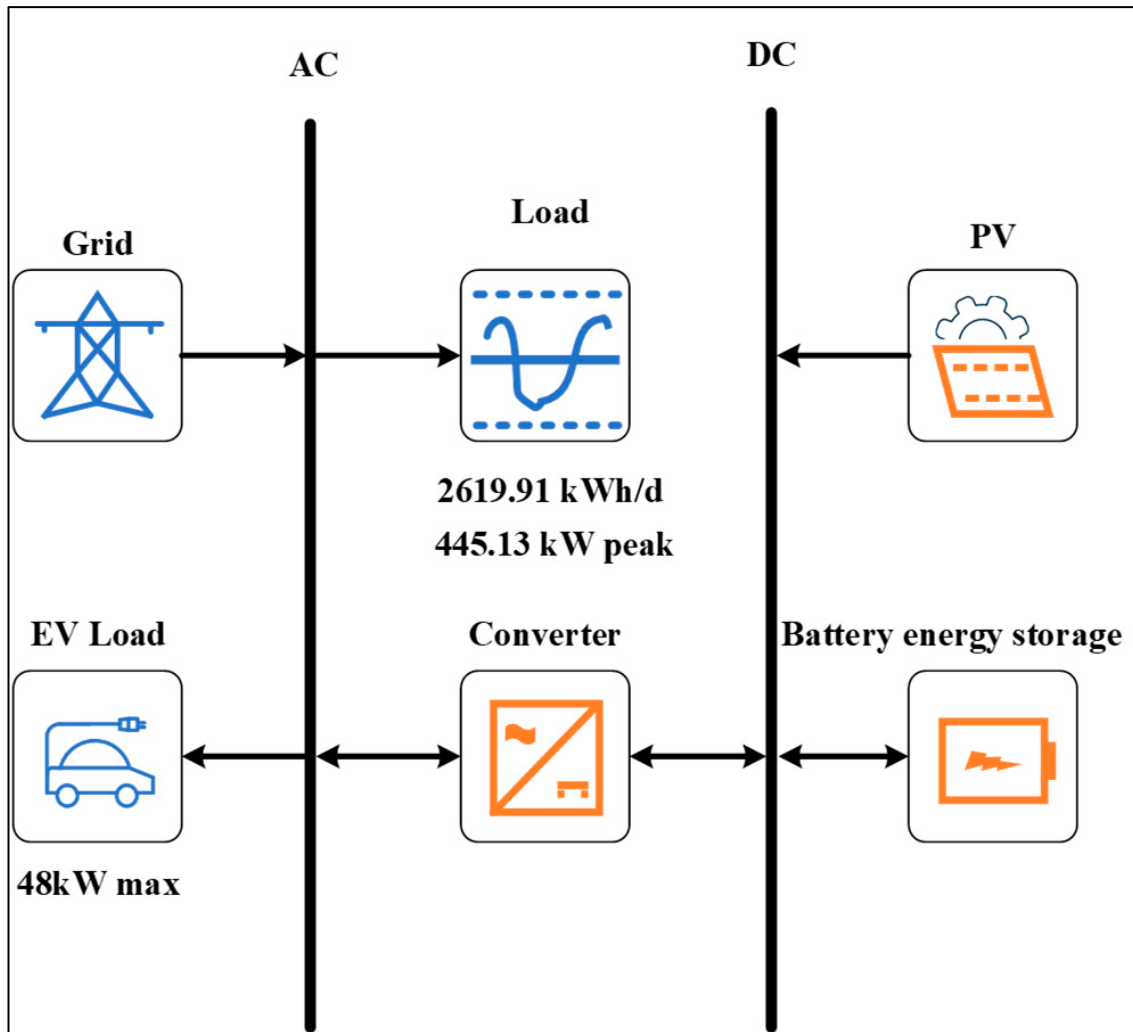 AC
DC
Grid
Load
PV
2619.91 kWh/d
445.13 kW peak
EV Load
Converter
Battery energy storage
48kW max